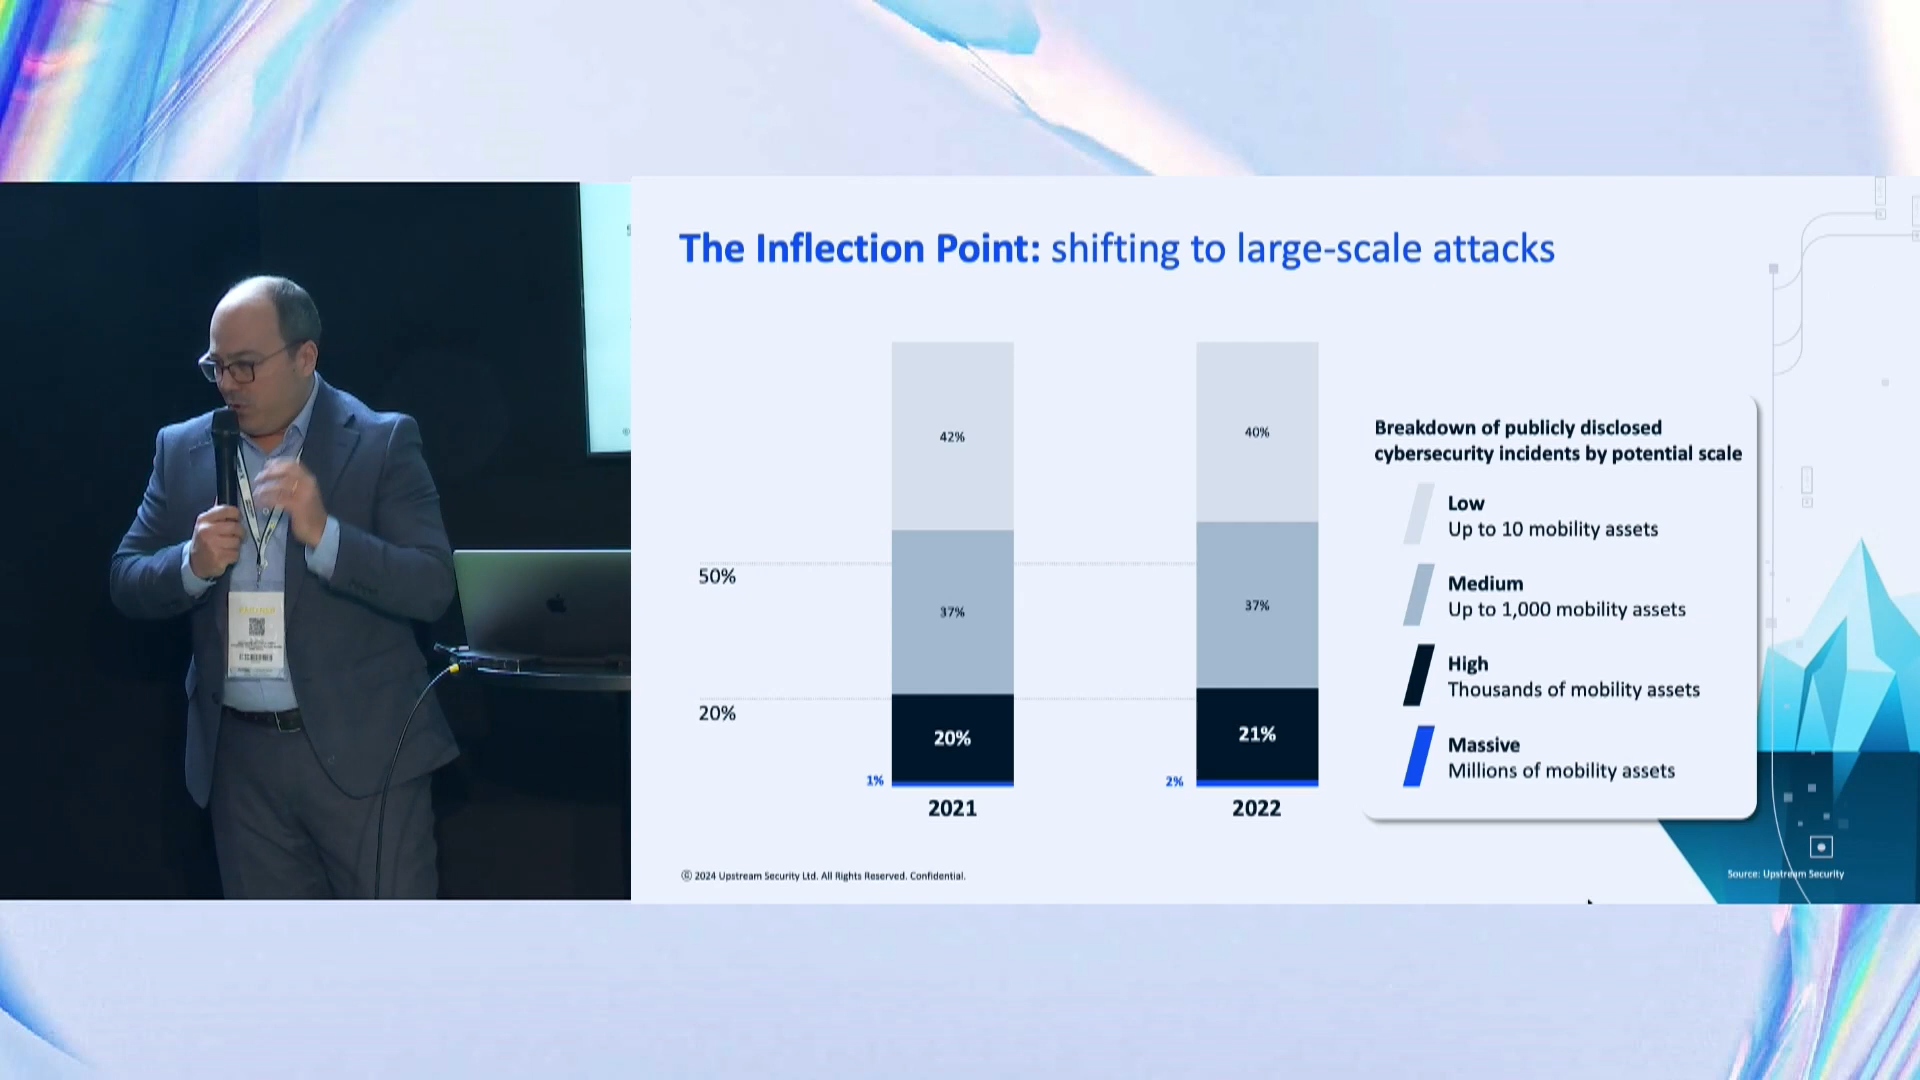 The Inflection Point: shifting to large-scale attacks
42%
40%
50%
37%
37%
20%
20%
21%
1%
2%
2021
2022
Breakdown of publicly disclosed
cybersecurity incidents by potential scale
Low
Up to 10 mobility assets
Medium
Up to 1,000 mobility assets
High
Thousands of mobility assets
Massive
Millions of mobility assets
© 2024 Upstream Security Ltd. All Rights Reserved. Confidential.
Source: Upstream Security